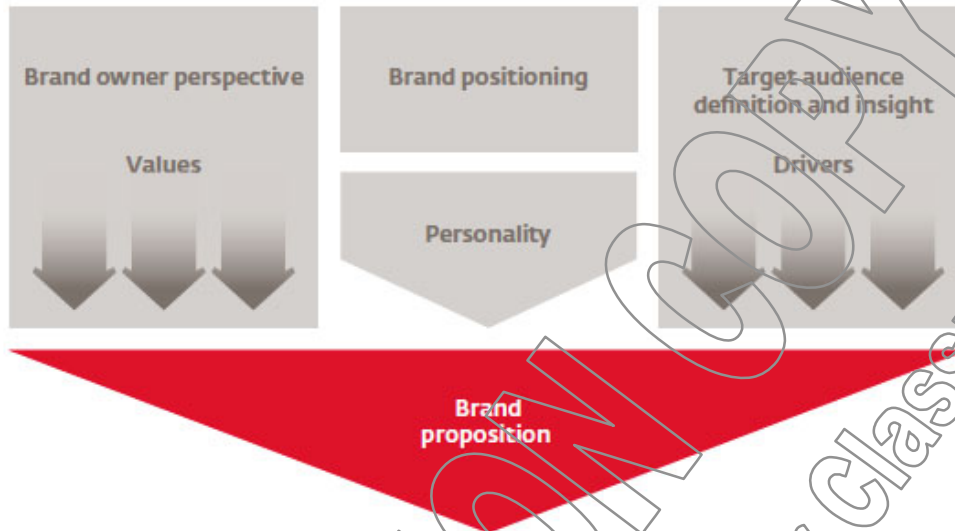 Brand owner perspective
Values
Brand positioning
Personality
Target audience
definition and insight
Drivers
Brand
proposition